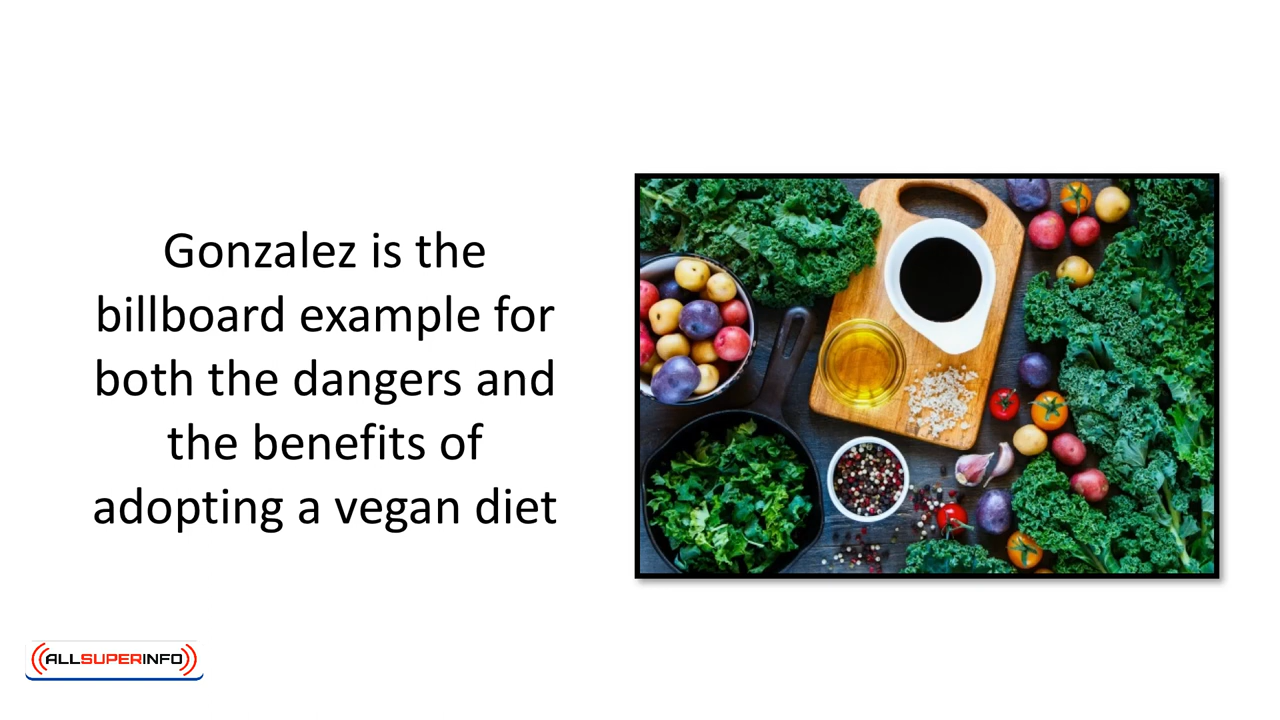 Gonzalez is the
billboard example for
both the dangers and
the benefits of
adopting a vegan diet
ALLSUPERINFO